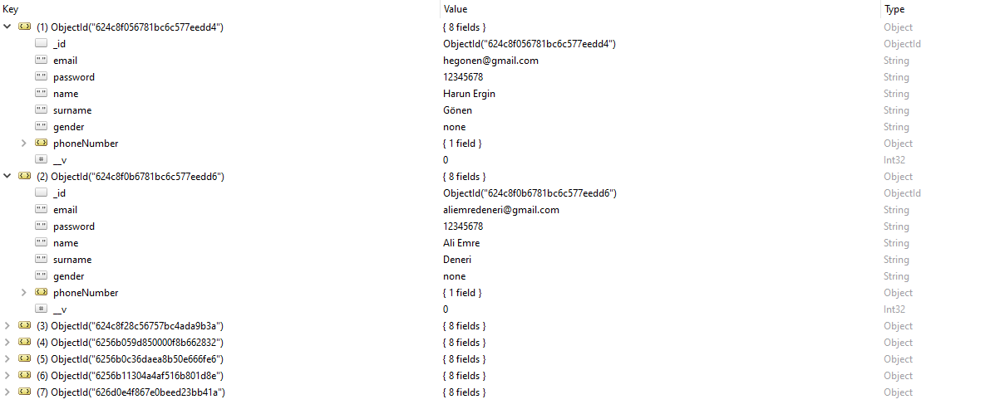 Key Value Type
(1) ObjectId("624c8f056781bc6c577eedd4") { 8 fields } Object
_id ObjectId("624c8f056781bc6c577eedd4") ObjectId
" " email hegonen@gmail.com String
" " password 12345678 String
" " name Harun Ergin String
" " surname Gönen String
" " gender none String
phoneNumber { 1 field } Object
# __v 0 Int32
(2) ObjectId("624c8f0b6781bc6c577eedd6") { 8 fields } Object
_id ObjectId("624c8f0b6781bc6c577eedd6") ObjectId
" " email aliemredeneri@gmail.com String
" " password 12345678 String
" " name Ali Emre String
" " surname Deneri String
" " gender none String
phoneNumber { 1 field } Object
# __v 0 Int32
(3) ObjectId("624c8f28c56757bc4ada9b3a") { 8 fields } Object
(4) ObjectId("6256b059d850000f8b662832") { 8 fields } Object
(5) ObjectId("6256b0c36daea8b50e666fe6") { 8 fields } Object
(6) ObjectId("6256b11304a4af516b801d8e") { 8 fields } Object
(7) ObjectId("626d0e4f867e0beed23bb41a") { 8 fields } Object